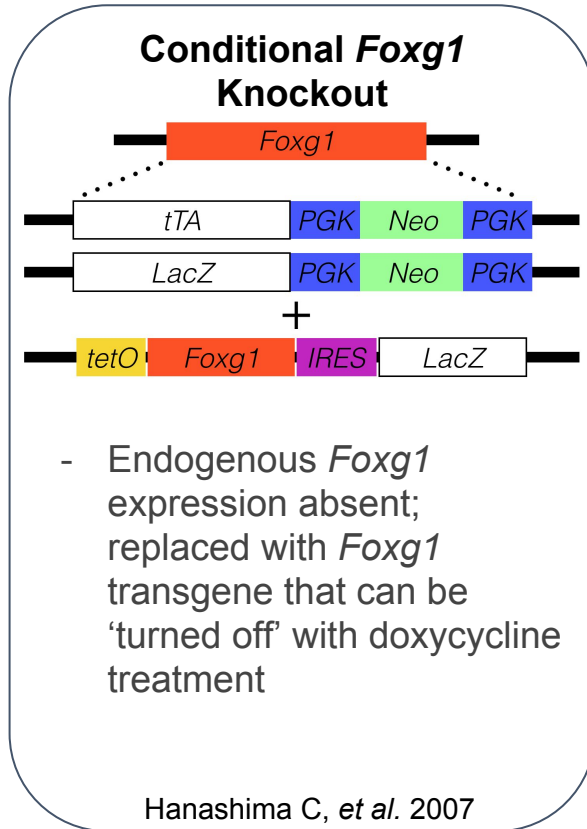 Conditional Foxg1
Knockout
Foxg1
tTA PGK Neo PGK
LacZ PGK Neo PGK
+
tetO Foxg1 IRES LacZ
- Endogenous Foxg1
expression absent;
replaced with Foxg1
transgene that can be
‘turned off’ with doxycycline
treatment
Hanashima C, et al. 2007